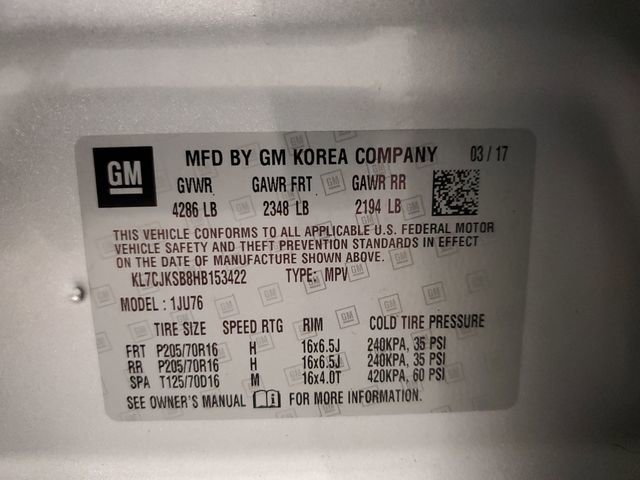 GM MFD BY GM KOREA COMPANY 03 / 17
GVWR GAWR FRT GAWR RR
4286 LB 2348 LB 2194 LB
THIS VEHICLE CONFORMS TO ALL APPLICABLE U.S. FEDERAL MOTOR
VEHICLE SAFETY AND THEFT PREVENTION STANDARDS IN EFFECT
ON THE DATE OF MANUFACTURE SHOWN ABOVE.
KL7CJKSB8HB153422 TYPE: MPV
MODEL : 1JU76
TIRE SIZE SPEED RTG RIM COLD TIRE PRESSURE
FRT P205/70R16 H 16x6.5J 240KPA, 35 PSI
RR P205/70R16 H 16x6.5J 240KPA, 35 PSI
SPA T125/70D16 M 16x4.0T 420KPA, 60 PSI
SEE OWNER'S MANUAL FOR MORE INFORMATION.